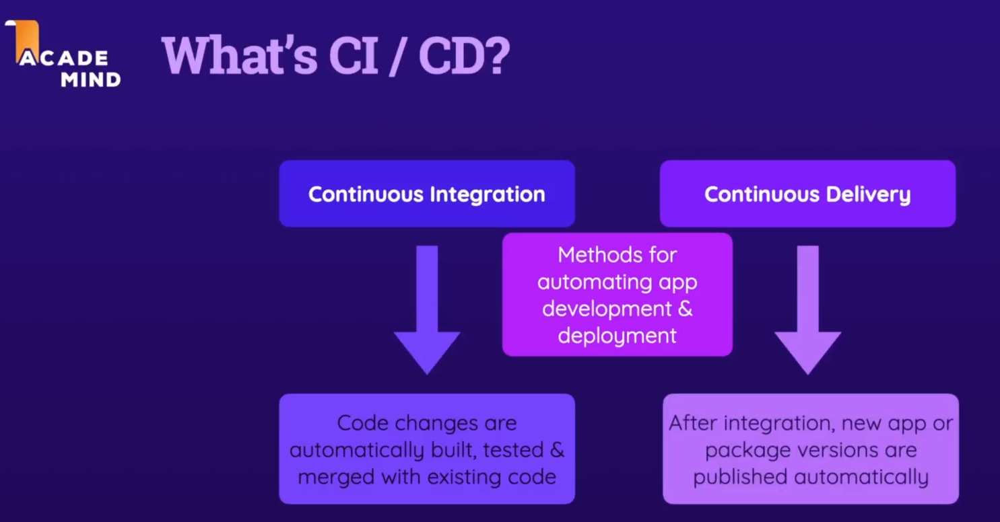 ACADE
MIND
What's CI / CD?
Continuous Integration
Continuous Delivery
Methods for
automating app
development &
deployment
Code changes are
automatically built, tested &
merged with existing code
After integration, new app or
package versions are
published automatically